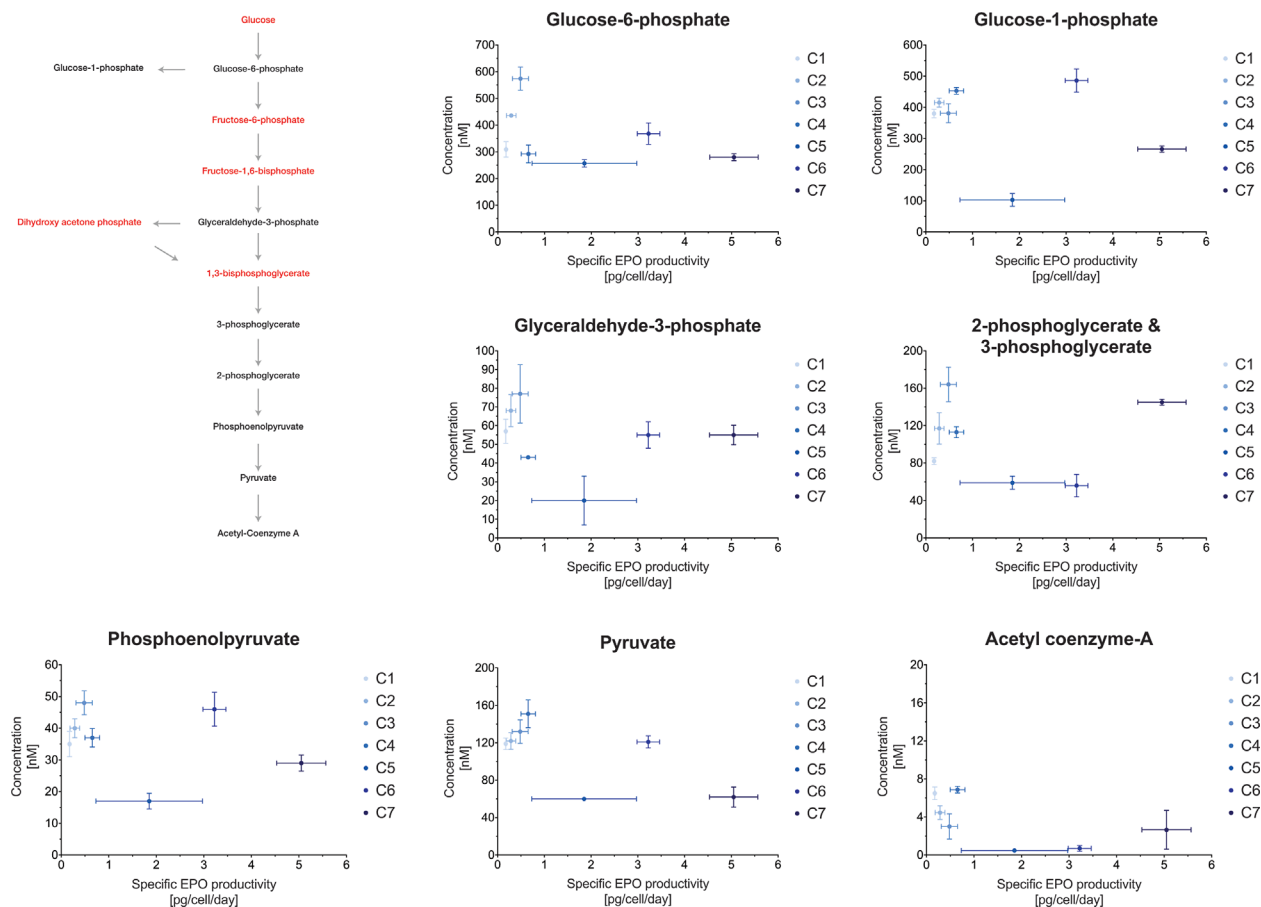 Glucose
Glucose-1-phosphate
Glucose-6-phosphate
Fructose-6-phosphate
Fructose-1,6-bisphosphate
Dihydroxy acetone phosphate
Glyceraldehyde-3-phosphate
1,3-bisphosphoglycerate
3-phosphoglycerate
2-phosphoglycerate
Phosphoenolpyruvate
Pyruvate
Acetyl-Coenzyme A
Glucose-6-phosphate
Concentration
[nM]
700
600
500
400
300
200
100
0
0 1 2 3 4 5 6
Specific EPO productivity
[pg/cell/day]
C1
C2
C3
C4
C5
C6
C7
Glucose-1-phosphate
Concentration
[nM]
600
500
400
300
200
100
0
0 1 2 3 4 5 6
Specific EPO productivity
[pg/cell/day]
C1
C2
C3
C4
C5
C6
C7
Glyceraldehyde-3-phosphate
Concentration
[nM]
100
90
80
70
60
50
40
30
20
10
0
0 1 2 3 4 5 6
Specific EPO productivity
[pg/cell/day]
C1
C2
C3
C4
C5
C6
C7
2-phosphoglycerate &
3-phosphoglycerate
Concentration
[nM]
200
160
120
80
40
0
0 1 2 3 4 5 6
Specific EPO productivity
[pg/cell/day]
C1
C2
C3
C4
C5
C6
C7
Phosphoenolpyruvate
Concentration
[nM]
60
50
40
30
20
10
0
0 1 2 3 4 5 6
Specific EPO productivity
[pg/cell/day]
C1
C2
C3
C4
C5
C6
C7
Pyruvate
Concentration
[nM]
200
160
120
80
40
0
0 1 2 3 4 5 6
Specific EPO productivity
[pg/cell/day]
C1
C2
C3
C4
C5
C6
C7
Acetyl coenzyme-A
Concentration
[nM]
20
16
12
8
4
0
0 1 2 3 4 5 6
Specific EPO productivity
[pg/cell/day]
C1
C2
C3
C4
C5
C6
C7